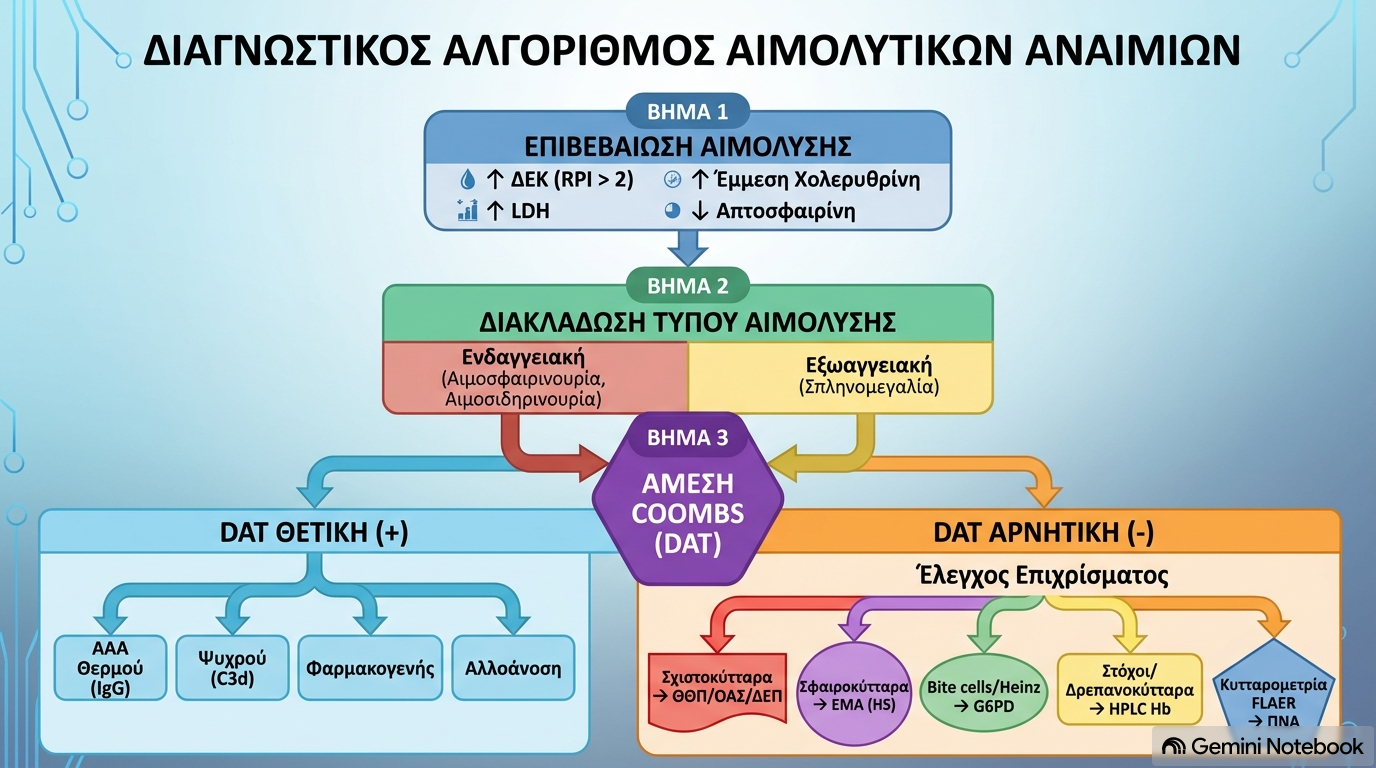 ΔΙΑΓΝΩΣΤΙΚΟΣ ΑΛΓΟΡΙΘΜΟΣ ΑΙΜΟΛΥΤΙΚΩΝ ΑΝΑΙΜΙΩΝ
ΒΗΜΑ 1
ΕΠΙΒΕΒΑΙΩΣΗ ΑΙΜΟΛΥΣΗΣ
↑ ΔΕΚ (RPI > 2)
↑ Έμμεση Χολερυθρίνη
↑ LDH
↓ Απτοσφαιρίνη
ΒΗΜΑ 2
ΔΙΑΚΛΑΔΩΣΗ ΤΥΠΟΥ ΑΙΜΟΛΥΣΗΣ
Ενδαγγειακή
(Αιμοσφαιρινουρία,
Αιμοσιδηρινουρία)
Εξωαγγειακή
(Σπληνομεγαλία)
ΒΗΜΑ 3
ΑΜΕΣΗ
COOMBS
(DAT)
DAT ΘΕΤΙΚΗ (+)
ΑΑΑ
Θερμού
(IgG)
Ψυχρού
(C3d)
Φαρμακογενής
Αλλοάνοση
DAT ΑΡΝΗΤΙΚΗ (-)
Έλεγχος Επιχρίσματος
Σχιστοκύτταρα
→ ΘΘΠ/ΟΑΣ/ΔΕΠ
Σφαιροκύτταρα
→ EMA (HS)
Bite cells/Heinz
→ G6PD
Στόχοι/
Δρεπανοκύτταρα
→ HPLC Hb
Κυτταρομετρία
FLAER
→ ΠΝΑ
Gemini Notebook